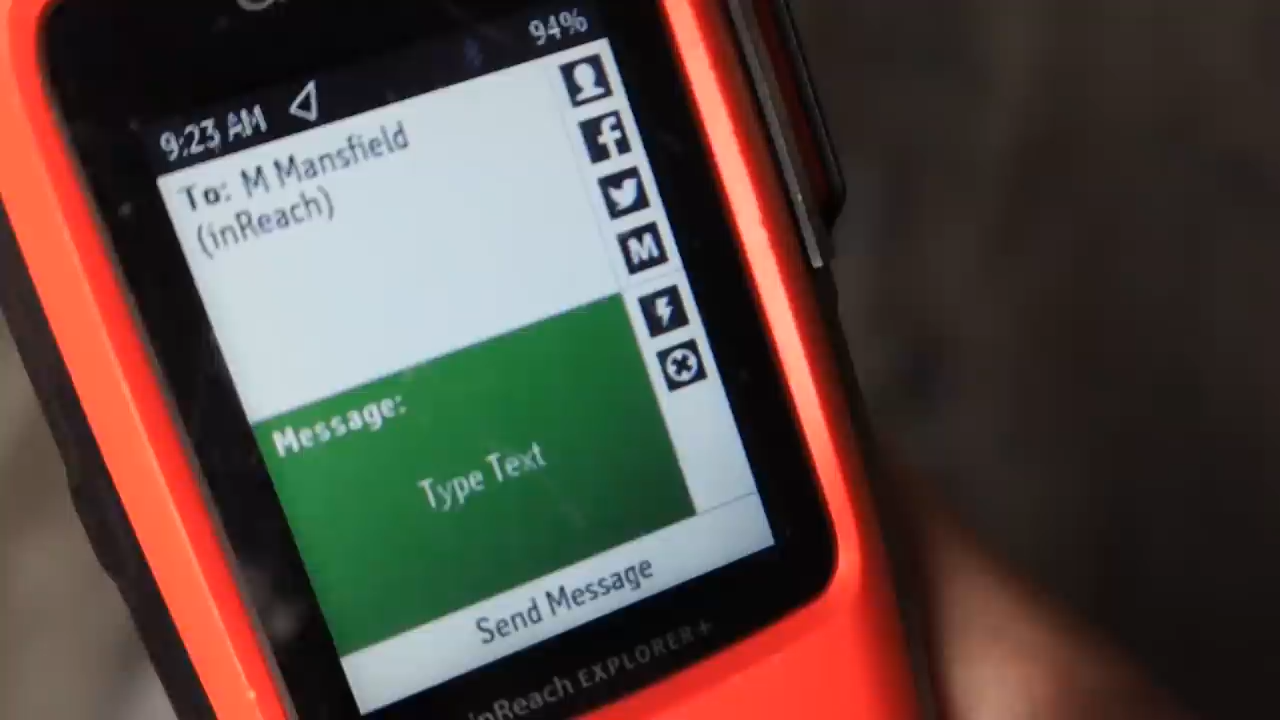 94%
9:23 AM
To: M Mansfield
(inReach)
M
Message:
Type Text
Send Message
inReach EXPLORER+